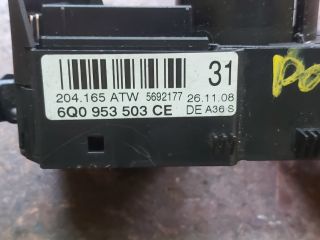 31
204.165 ATW 5692177 26.11.08
6Q0 953 503 CE DE A36 S